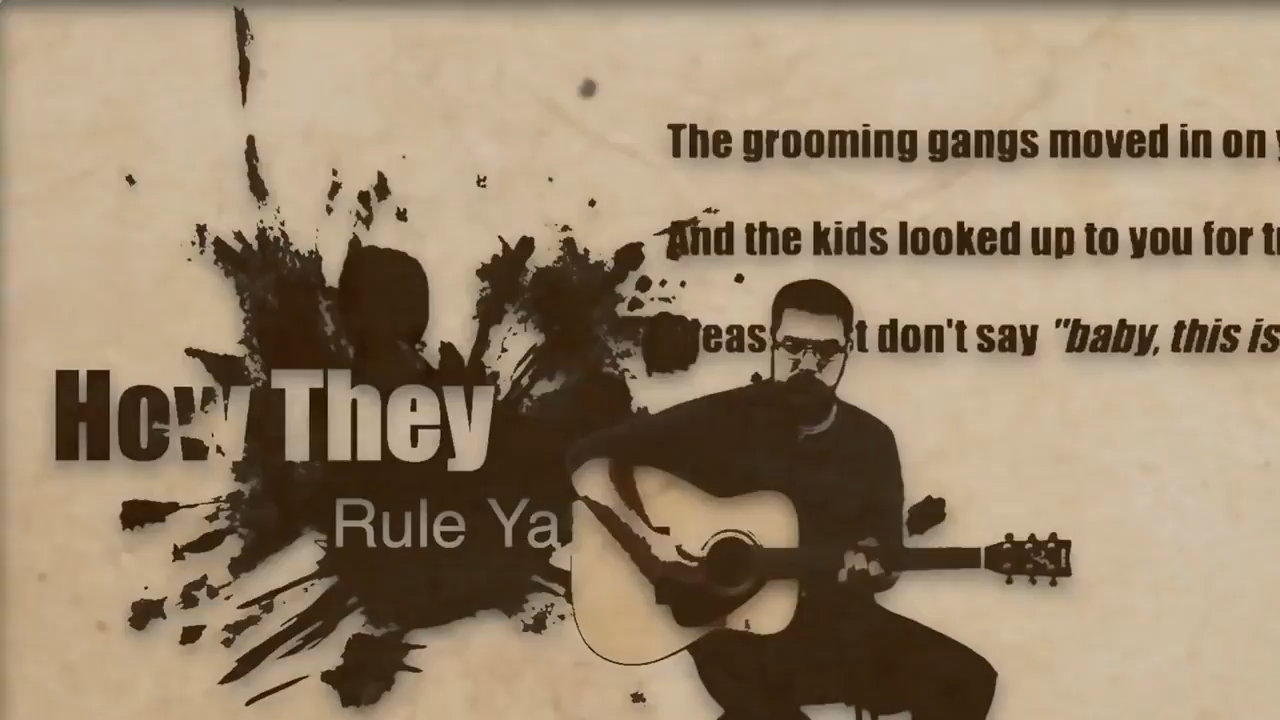 The grooming gangs moved in on
And the kids looked up to you for
don't say "baby, this is
How They
Rule Ya